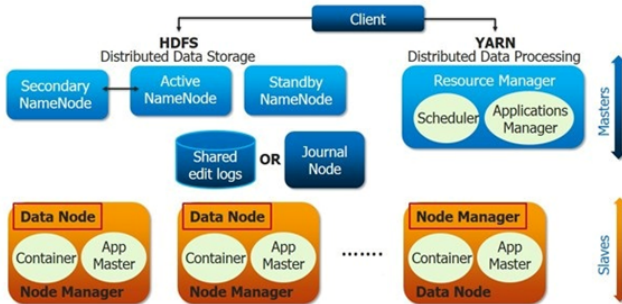 Client
HDFS
Distributed Data Storage
YARN
Distributed Data Processing
Secondary
NameNode
Active
NameNode
Standby
NameNode
Resource Manager
Scheduler
Applications
Manager
Masters
Shared
edit logs
OR
Journal
Node
Data Node
Container
App
Master
Node Manager
Data Node
Container
App
Master
Node Manager
........
Node Manager
Container
App
Master
Data Node
Slaves